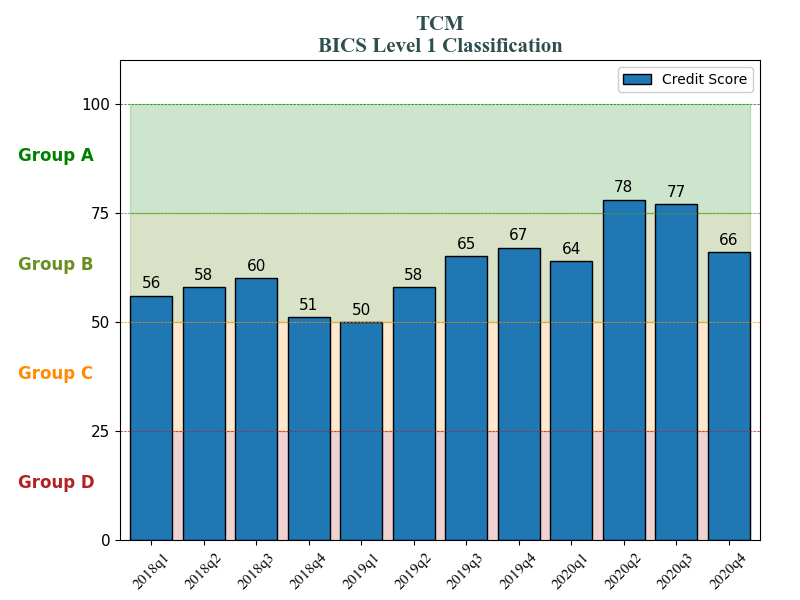 TCM
BICS Level 1 Classification
Credit Score
100
Group A
78
77
75
67
66
65
64
Group B
60
58
58
56
51
50
50
Group C
25
Group D
0
2018q1
2018q2
2018q3
2018q4
2019q1
2019q2
2019q3
2019q4
2020q1
2020q2
2020q3
2020q4